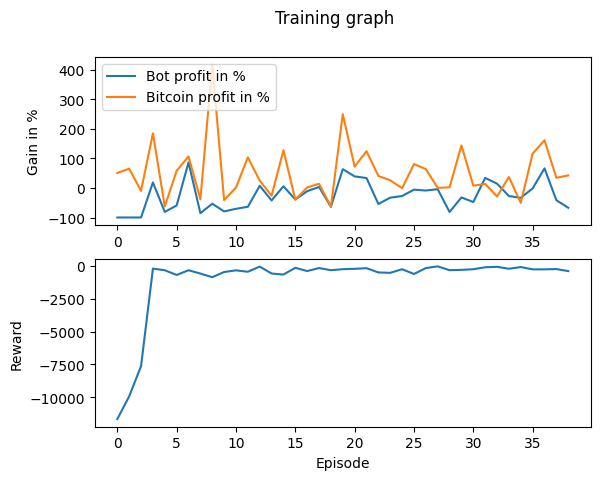 Training graph
Gain in %
400
300
200
100
0
−100
Bot profit in %
Bitcoin profit in %
0 5 10 15 20 25 30 35
Reward
0
−2500
−5000
−7500
−10000
0 5 10 15 20 25 30 35
Episode